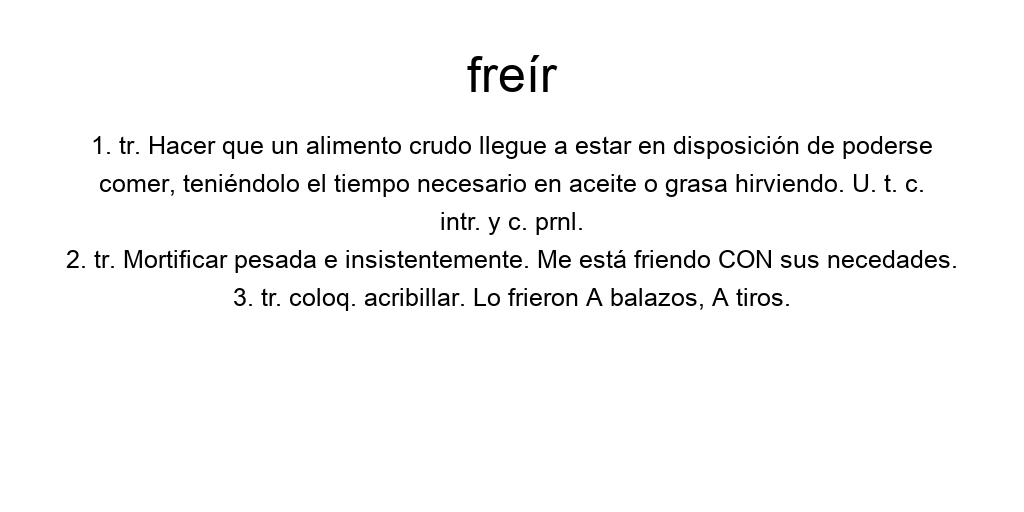 freír
1. tr. Hacer que un alimento crudo llegue a estar en disposición de poderse
comer, teniéndolo el tiempo necesario en aceite o grasa hirviendo. U. t. c.
intr. y c. prnl.
2. tr. Mortificar pesada e insistentemente. Me está friendo CON sus necedades.
3. tr. coloq. acribillar. Lo frieron A balazos, A tiros.